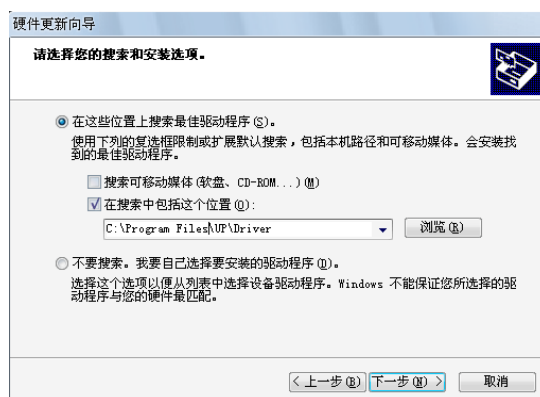 硬件更新向导
请选择您的搜索和安装选项。
在这些位置上搜索最佳驱动程序(S)。
使用下列的复选框限制或扩展默认搜索，包括本机路径和可移动媒体。会安装找
到的最佳驱动程序。
搜索可移动媒体(软盘、CD-ROM...)(M)
在搜索中包括这个位置(O):
C:\Program Files\UP\Driver
浏览(R)
不要搜索。我要自己选择要安装的驱动程序(D)。
选择这个选项以便从列表中选择设备驱动程序。Windows 不能保证您所选择的驱
动程序与您的硬件最匹配。
< 上一步(B) 下一步(N) > 取消